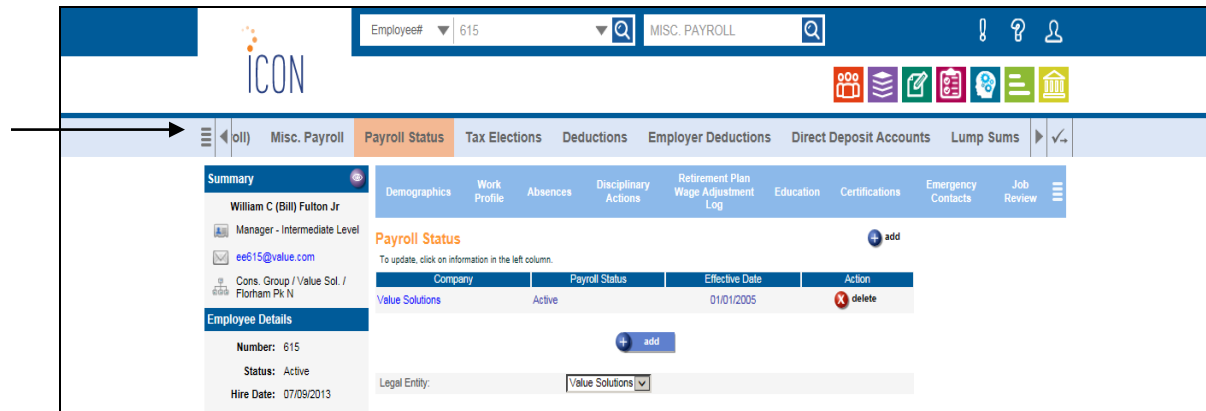 Employee# 615 MISC. PAYROLL
iCON
oll) Misc. Payroll Payroll Status Tax Elections Deductions Employer Deductions Direct Deposit Accounts Lump Sums
Summary
William C (Bill) Fulton Jr
Manager - Intermediate Level
ee615@value.com
Cons. Group / Value Sol. /
Florham Pk N
Employee Details
Number: 615
Status: Active
Hire Date: 07/09/2013
Demographics
Work
Profile
Absences
Disciplinary
Actions
Retirement Plan
Wage Adjustment
Log
Education
Certifications
Emergency
Contacts
Job
Review
Payroll Status
add
To update, click on information in the left column.
Company Payroll Status Effective Date Action
Value Solutions Active 01/01/2005 delete
add
Legal Entity: Value Solutions